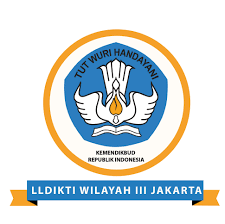 TUT WURI HANDAYANI
KEMENDIKBUD
REPUBLIK INDONESIA
LLDIKTI WILAYAH III JAKARTA